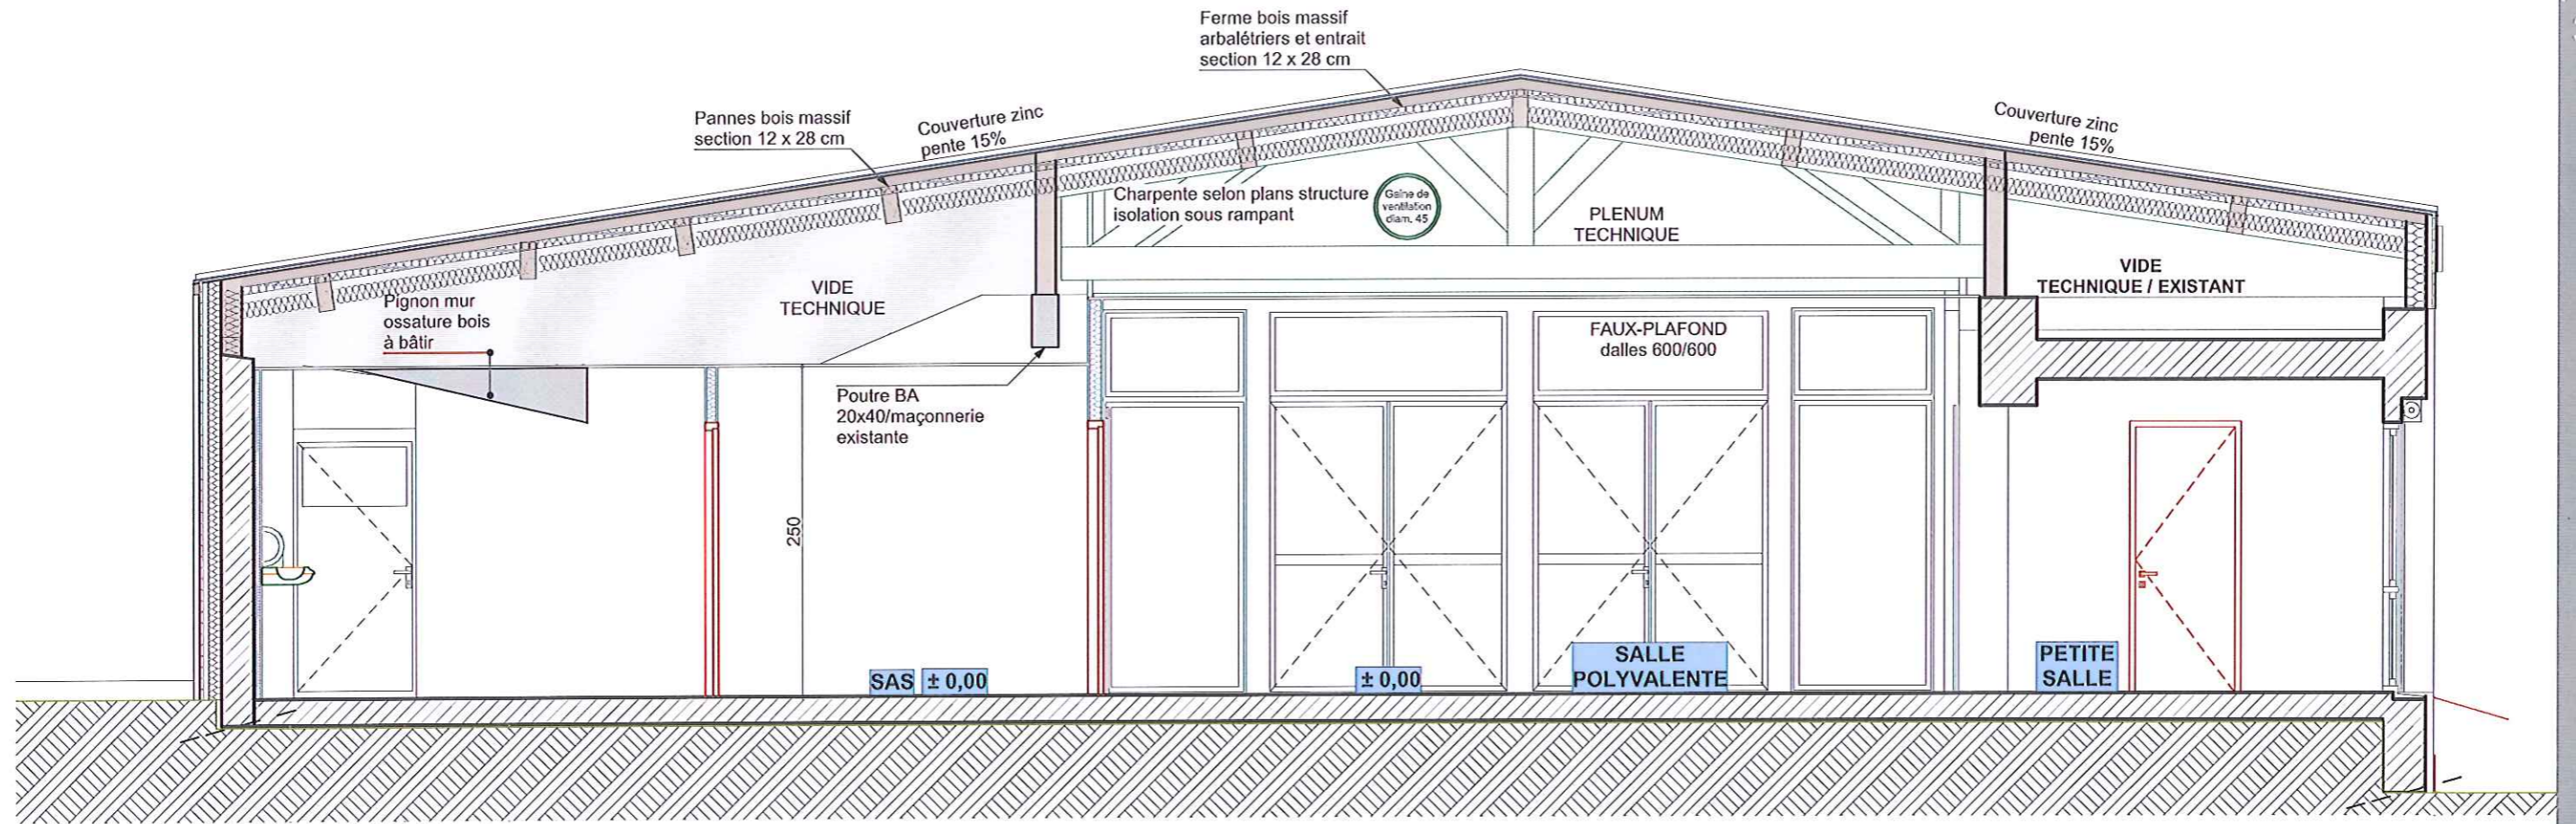 Ferme bois massif
arbalétriers et entrait
section 12 x 28 cm
Pannes bois massif
section 12 x 28 cm
Couverture zinc
pente 15%
Couverture zinc
pente 15%
Charpente selon plans structure
isolation sous rampant
Gaîne de
ventilation
diam. 45
PLENUM
TECHNIQUE
VIDE
TECHNIQUE / EXISTANT
VIDE
TECHNIQUE
Pignon mur
ossature bois
à bâtir
FAUX-PLAFOND
dalles 600/600
Poutre BA
20x40/maçonnerie
existante
250
SAS ± 0,00
± 0,00
SALLE
POLYVALENTE
PETITE
SALLE